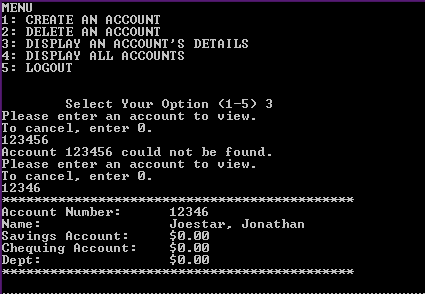 MENU
1: CREATE AN ACCOUNT
2: DELETE AN ACCOUNT
3: DISPLAY AN ACCOUNT'S DETAILS
4: DISPLAY ALL ACCOUNTS
5: LOGOUT
Select Your Option (1-5) 3
Please enter an account to view.
To cancel, enter 0.
123456
Account 123456 could not be found.
Please enter an account to view.
To cancel, enter 0.
12346
********************************************
Account Number: 12346
Name: Joestar, Jonathan
Savings Account: $0.00
Chequing Account: $0.00
Dept: $0.00
********************************************